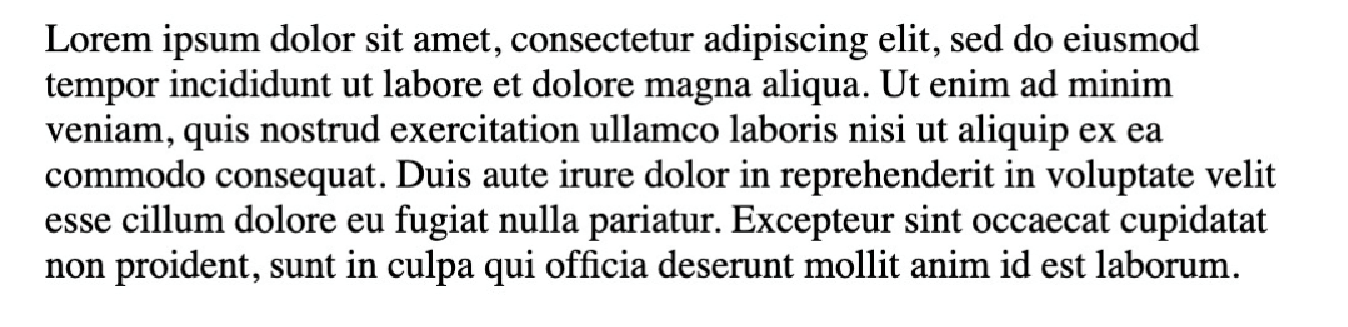 Lorem ipsum dolor sit amet, consectetur adipiscing elit, sed do eiusmod
tempor incididunt ut labore et dolore magna aliqua. Ut enim ad minim
veniam, quis nostrud exercitation ullamco laboris nisi ut aliquip ex ea
commodo consequat. Duis aute irure dolor in reprehenderit in voluptate velit
esse cillum dolore eu fugiat nulla pariatur. Excepteur sint occaecat cupidatat
non proident, sunt in culpa qui officia deserunt mollit anim id est laborum.